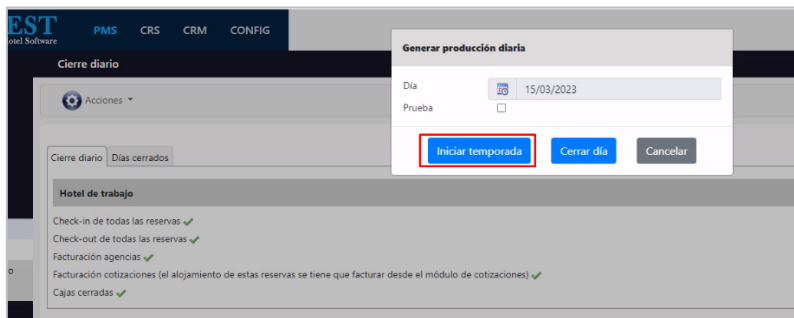 EST
otel Software
PMS CRS CRM CONFIG
Cierre diario
Acciones
Generar producción diaria
Día 15/03/2023
Prueba
Iniciar temporada Cerrar día Cancelar
Cierre diario Días cerrados
Hotel de trabajo
Check-in de todas las reservas
Check-out de todas las reservas
Facturación agencias
Facturación cotizaciones (el alojamiento de estas reservas se tiene que facturar desde el módulo de cotizaciones)
Cajas cerradas
o